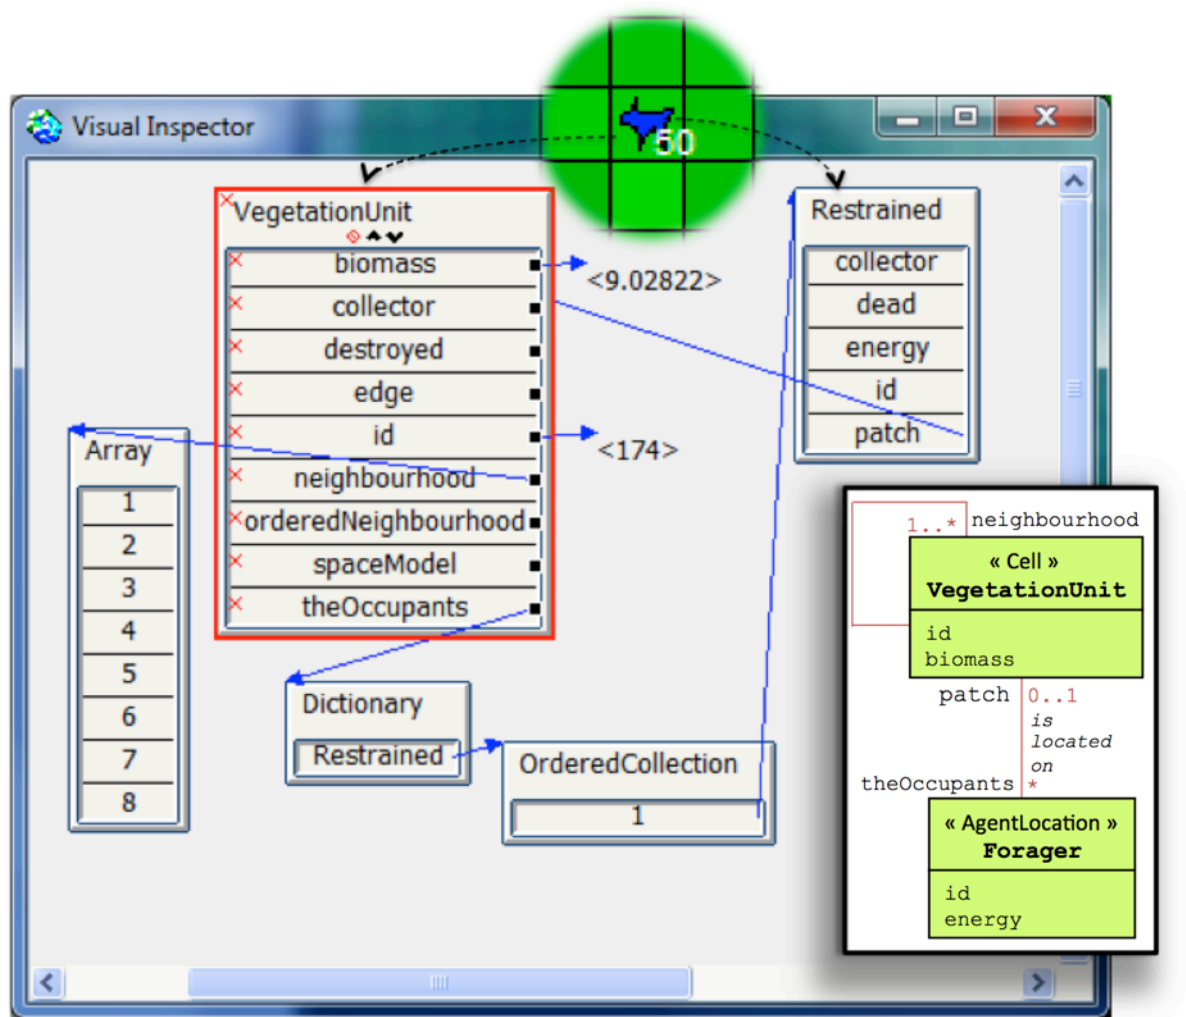 Visual Inspector
50
VegetationUnit
biomass
<9.02822>
collector
destroyed
edge
id
<174>
neighbourhood
orderedNeighbourhood
spaceModel
theOccupants
Restrained
collector
dead
energy
id
patch
Array
1
2
3
4
5
6
7
8
Dictionary
Restrained
OrderedCollection
1
1..* neighbourhood
« Cell »
VegetationUnit
id
biomass
patch 0..1
is
located
on
theOccupants *
« AgentLocation »
Forager
id
energy